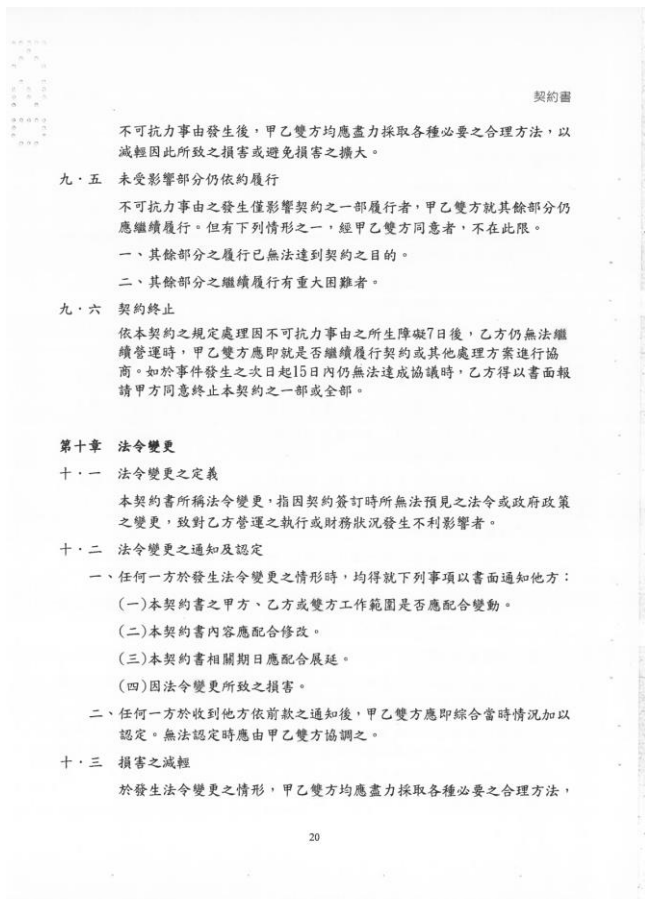 契約書
不可抗力事由發生後，甲乙雙方均應盡力採取各種必要之合理方法，以
減輕因此所致之損害或避免損害之擴大。
九．五　未受影響部分仍依約履行
不可抗力事由之發生僅影響契約之一部履行者，甲乙雙方就其餘部分仍
應繼續履行。但有下列情形之一，經甲乙雙方同意者，不在此限。
一、其餘部分之履行已無法達到契約之目的。
二、其餘部分之繼續履行有重大困難者。
九．六　契約終止
依本契約之規定處理因不可抗力事由之所生障礙7日後，乙方仍無法繼
續營運時，甲乙雙方應即就是否繼續履行契約或其他處理方案進行協
商。如於事件發生之次日起15日內仍無法達成協議時，乙方得以書面報
請甲方同意終止本契約之一部或全部。
第十章　法令變更
十．一　法令變更之定義
本契約書所稱法令變更，指因契約簽訂時所無法預見之法令或政府政策
之變更，致對乙方營運之執行或財務狀況發生不利影響者。
十．二　法令變更之通知及認定
一、任何一方於發生法令變更之情形時，均得就下列事項以書面通知他方：
(一)本契約書之甲方、乙方或雙方工作範圍是否應配合變動。
(二)本契約書內容應配合修改。
(三)本契約書相關期日應配合展延。
(四)因法令變更所致之損害。
二、任何一方於收到他方依前款之通知後，甲乙雙方應即綜合當時情況加以
認定。無法認定時應由甲乙雙方協調之。
十．三　損害之減輕
於發生法令變更之情形，甲乙雙方均應盡力採取各種必要之合理方法，
20